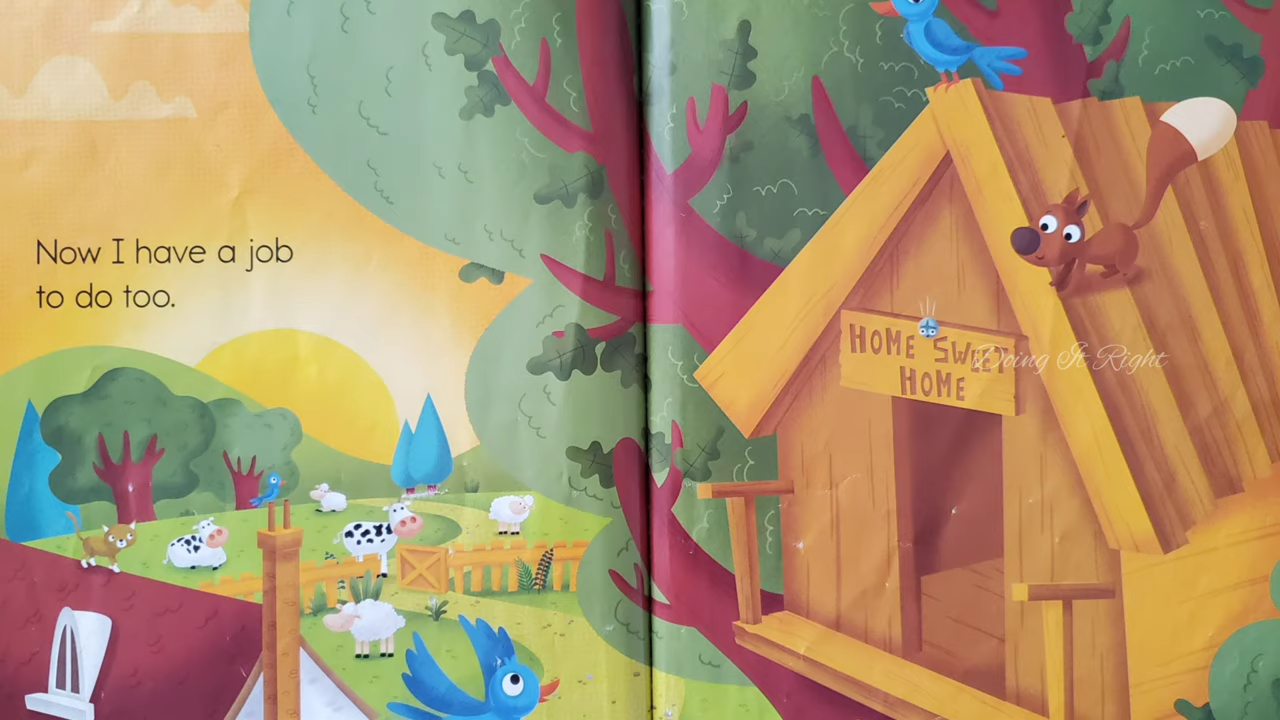 Now I have a job
to do too.
HOME SWEET
HOME
Doing It Right